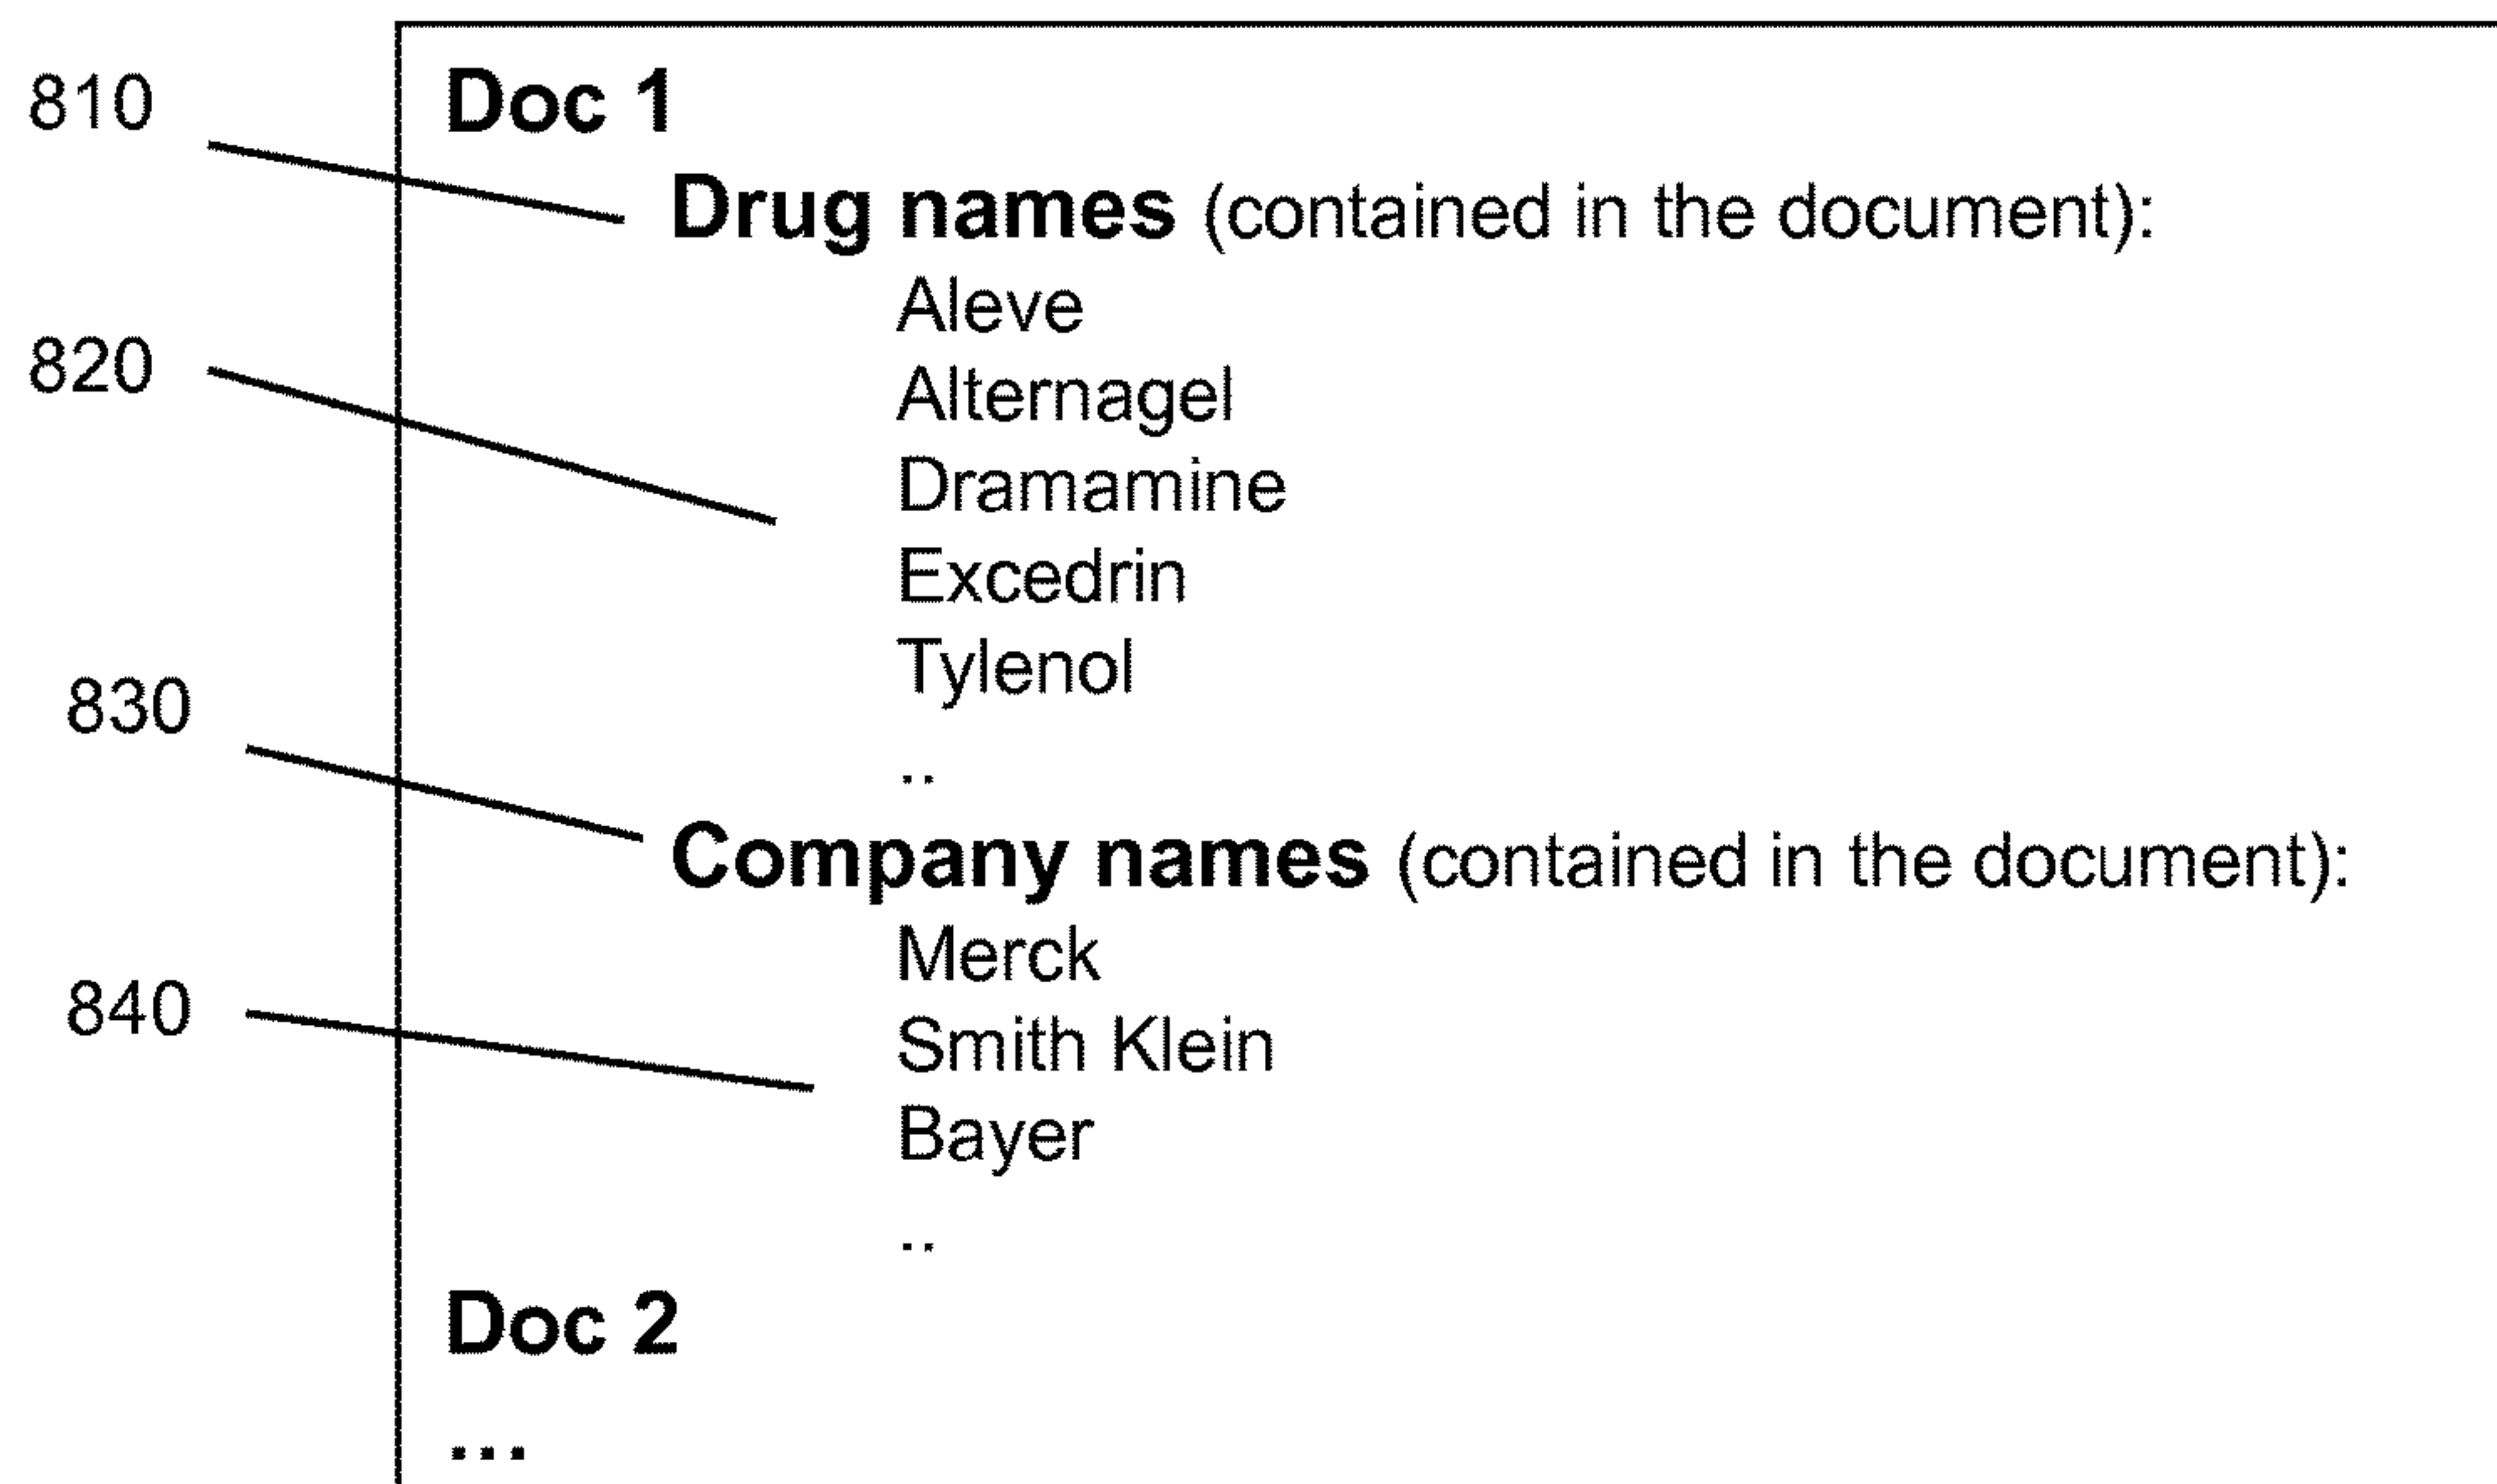 810
Doc 1
Drug names (contained in the document):
Aleve
Alternagel
820
Dramamine
Excedrin
Tylenol
830
..
Company names (contained in the document):
Merck
840
Smith Klein
Bayer
..
Doc 2
...